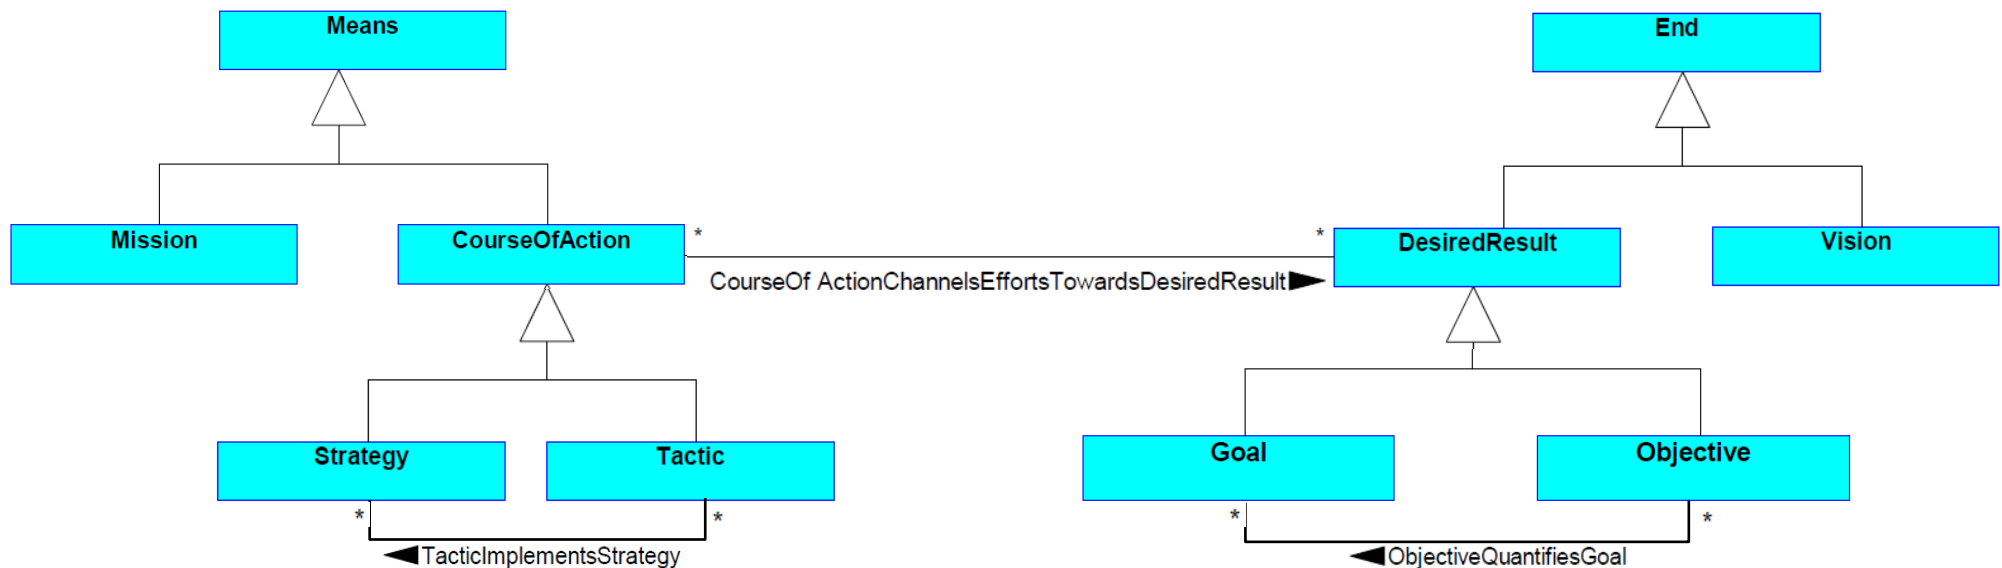 Means
End
Mission
CourseOfAction
*
*
DesiredResult
Vision
CourseOf ActionChannelsEffortsTowardsDesiredResult
Strategy
Tactic
Goal
Objective
*
*
*
*
TacticImplementsStrategy
ObjectiveQuantifiesGoal